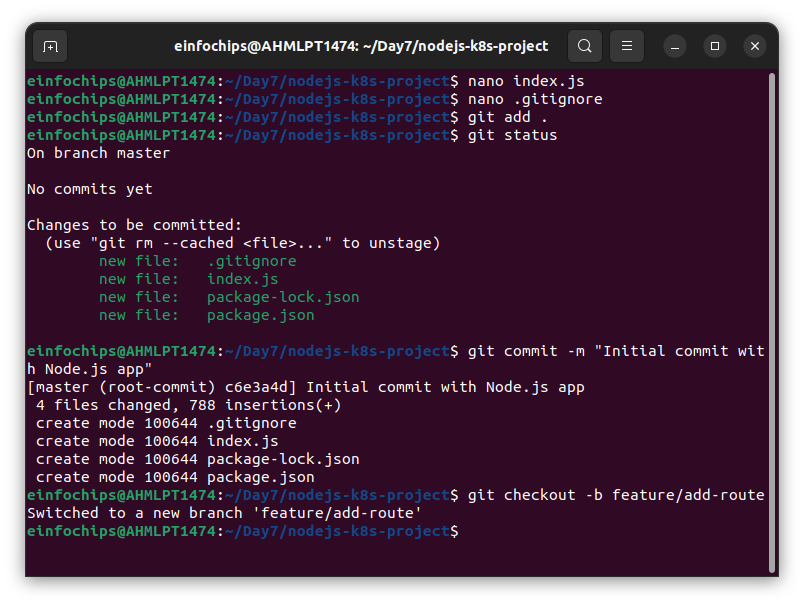 einfochips@AHMLPT1474: ~/Day7/nodejs-k8s-project
einfochips@AHMLPT1474:~/Day7/nodejs-k8s-project$ nano index.js
einfochips@AHMLPT1474:~/Day7/nodejs-k8s-project$ nano .gitignore
einfochips@AHMLPT1474:~/Day7/nodejs-k8s-project$ git add .
einfochips@AHMLPT1474:~/Day7/nodejs-k8s-project$ git status
On branch master

No commits yet

Changes to be committed:
  (use "git rm --cached <file>..." to unstage)
        new file:   .gitignore
        new file:   index.js
        new file:   package-lock.json
        new file:   package.json

einfochips@AHMLPT1474:~/Day7/nodejs-k8s-project$ git commit -m "Initial commit wit
h Node.js app"
[master (root-commit) c6e3a4d] Initial commit with Node.js app
 4 files changed, 788 insertions(+)
 create mode 100644 .gitignore
 create mode 100644 index.js
 create mode 100644 package-lock.json
 create mode 100644 package.json
einfochips@AHMLPT1474:~/Day7/nodejs-k8s-project$ git checkout -b feature/add-route
Switched to a new branch 'feature/add-route'
einfochips@AHMLPT1474:~/Day7/nodejs-k8s-project$